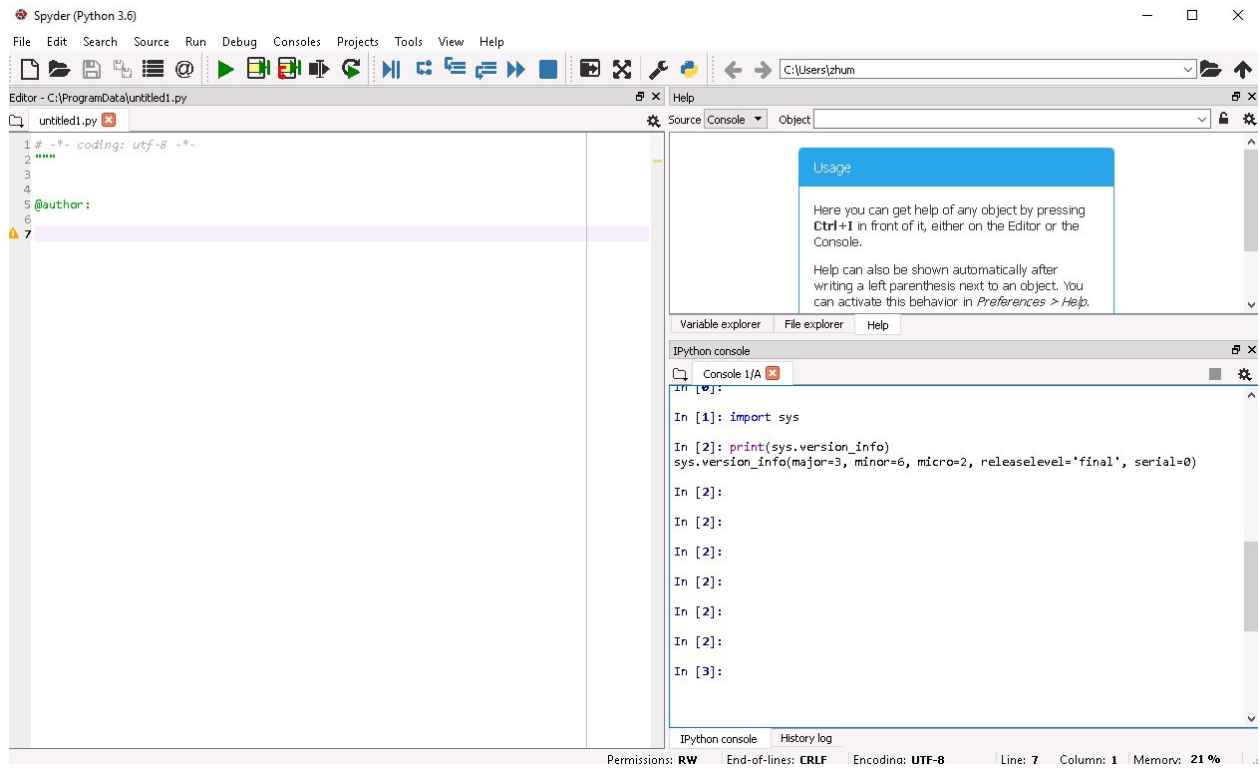 Spyder (Python 3.6)
File Edit Search Source Run Debug Consoles Projects Tools View Help
C:\Users\zhum
Editor - C:\ProgramData\untitled1.py
untitled1.py
1 # -*- coding: utf-8 -*-
2 """
3
4
5 @author:
6
7
Help
Source Console Object
Usage
Here you can get help of any object by pressing
Ctrl+I in front of it, either on the Editor or the
Console.
Help can also be shown automatically after
writing a left parenthesis next to an object. You
can activate this behavior in Preferences > Help.
Variable explorer File explorer Help
IPython console
Console 1/A
In [0]:
In [1]: import sys
In [2]: print(sys.version_info)
sys.version_info(major=3, minor=6, micro=2, releaselevel='final', serial=0)
In [2]:
In [2]:
In [2]:
In [2]:
In [2]:
In [2]:
In [3]:
IPython console History log
Permissions: RW End-of-lines: CRLF Encoding: UTF-8 Line: 7 Column: 1 Memory: 21 %